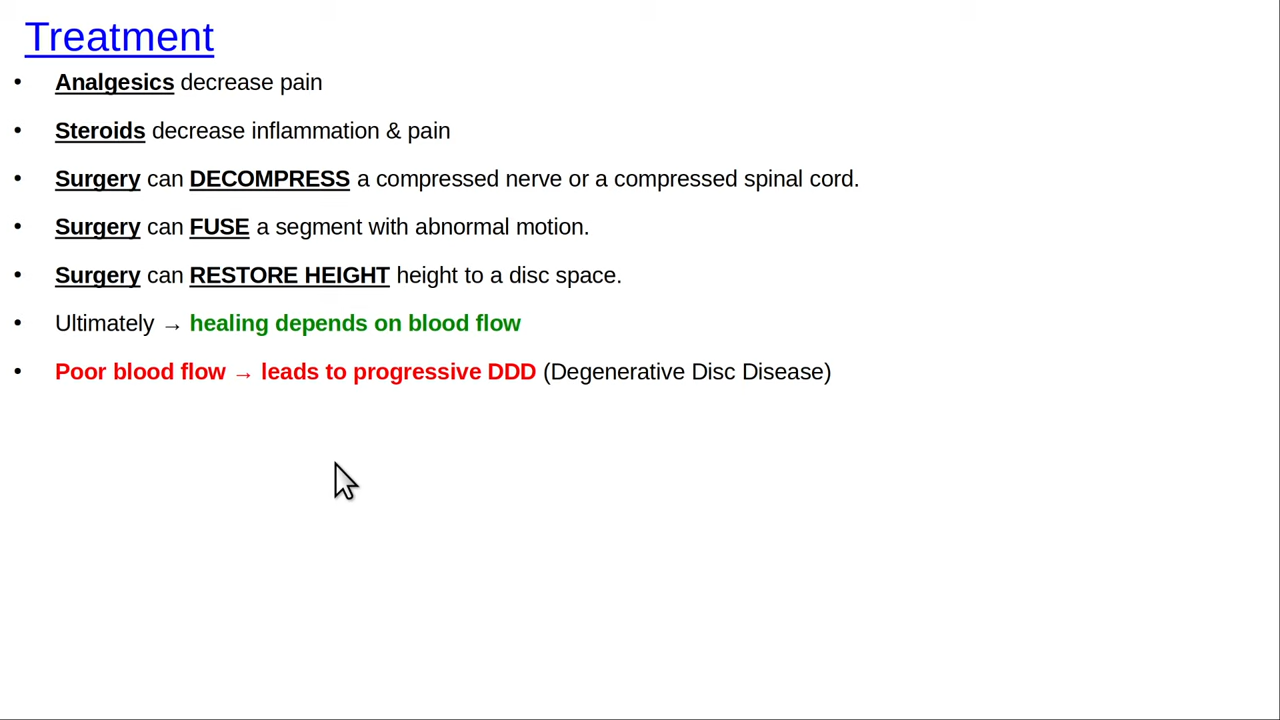 Treatment
• Analgesics decrease pain
• Steroids decrease inflammation & pain
• Surgery can DECOMPRESS a compressed nerve or a compressed spinal cord.
• Surgery can FUSE a segment with abnormal motion.
• Surgery can RESTORE HEIGHT height to a disc space.
• Ultimately → healing depends on blood flow
• Poor blood flow → leads to progressive DDD (Degenerative Disc Disease)